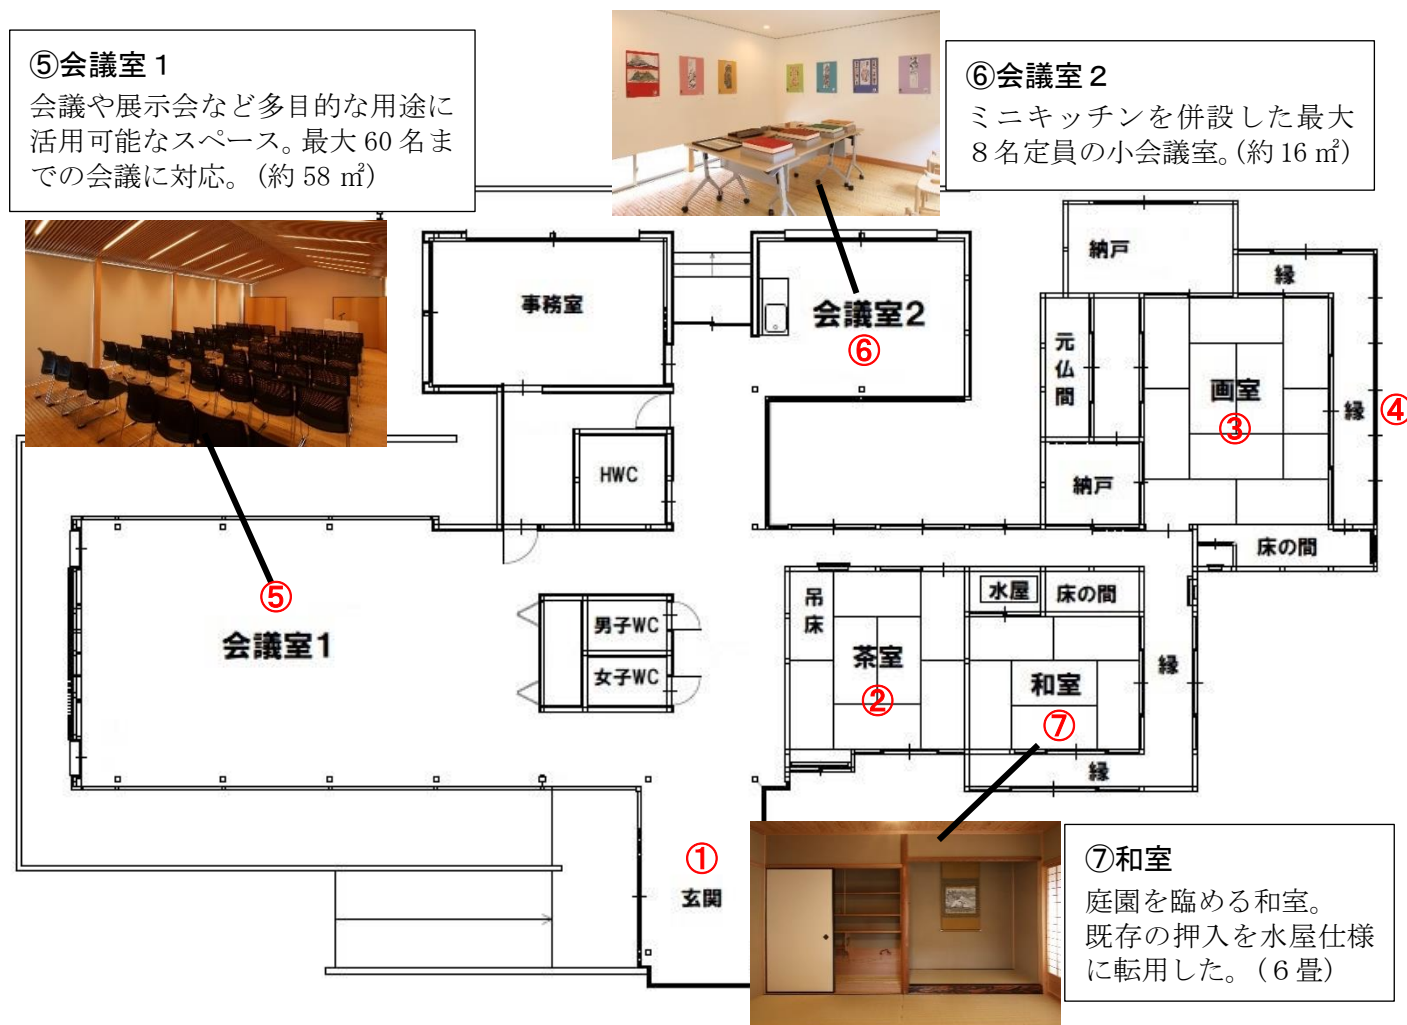 ⑤会議室1
会議や展示会など多目的な用途に
活用可能なスペース。最大 60 名ま
での会議に対応。(約 58 ㎡)
⑥会議室2
ミニキッチンを併設した最大
8名定員の小会議室。(約 16 ㎡)
事務室
会議室2
⑥
納戸
縁
元仏間
画室
③
縁
④
HWC
納戸
床の間
⑤
会議室1
男子WC
女子WC
吊床
水屋
床の間
茶室
②
和室
⑦
縁
縁
①
玄関
⑦和室
庭園を臨める和室。
既存の押入を水屋仕様
に転用した。(6畳)